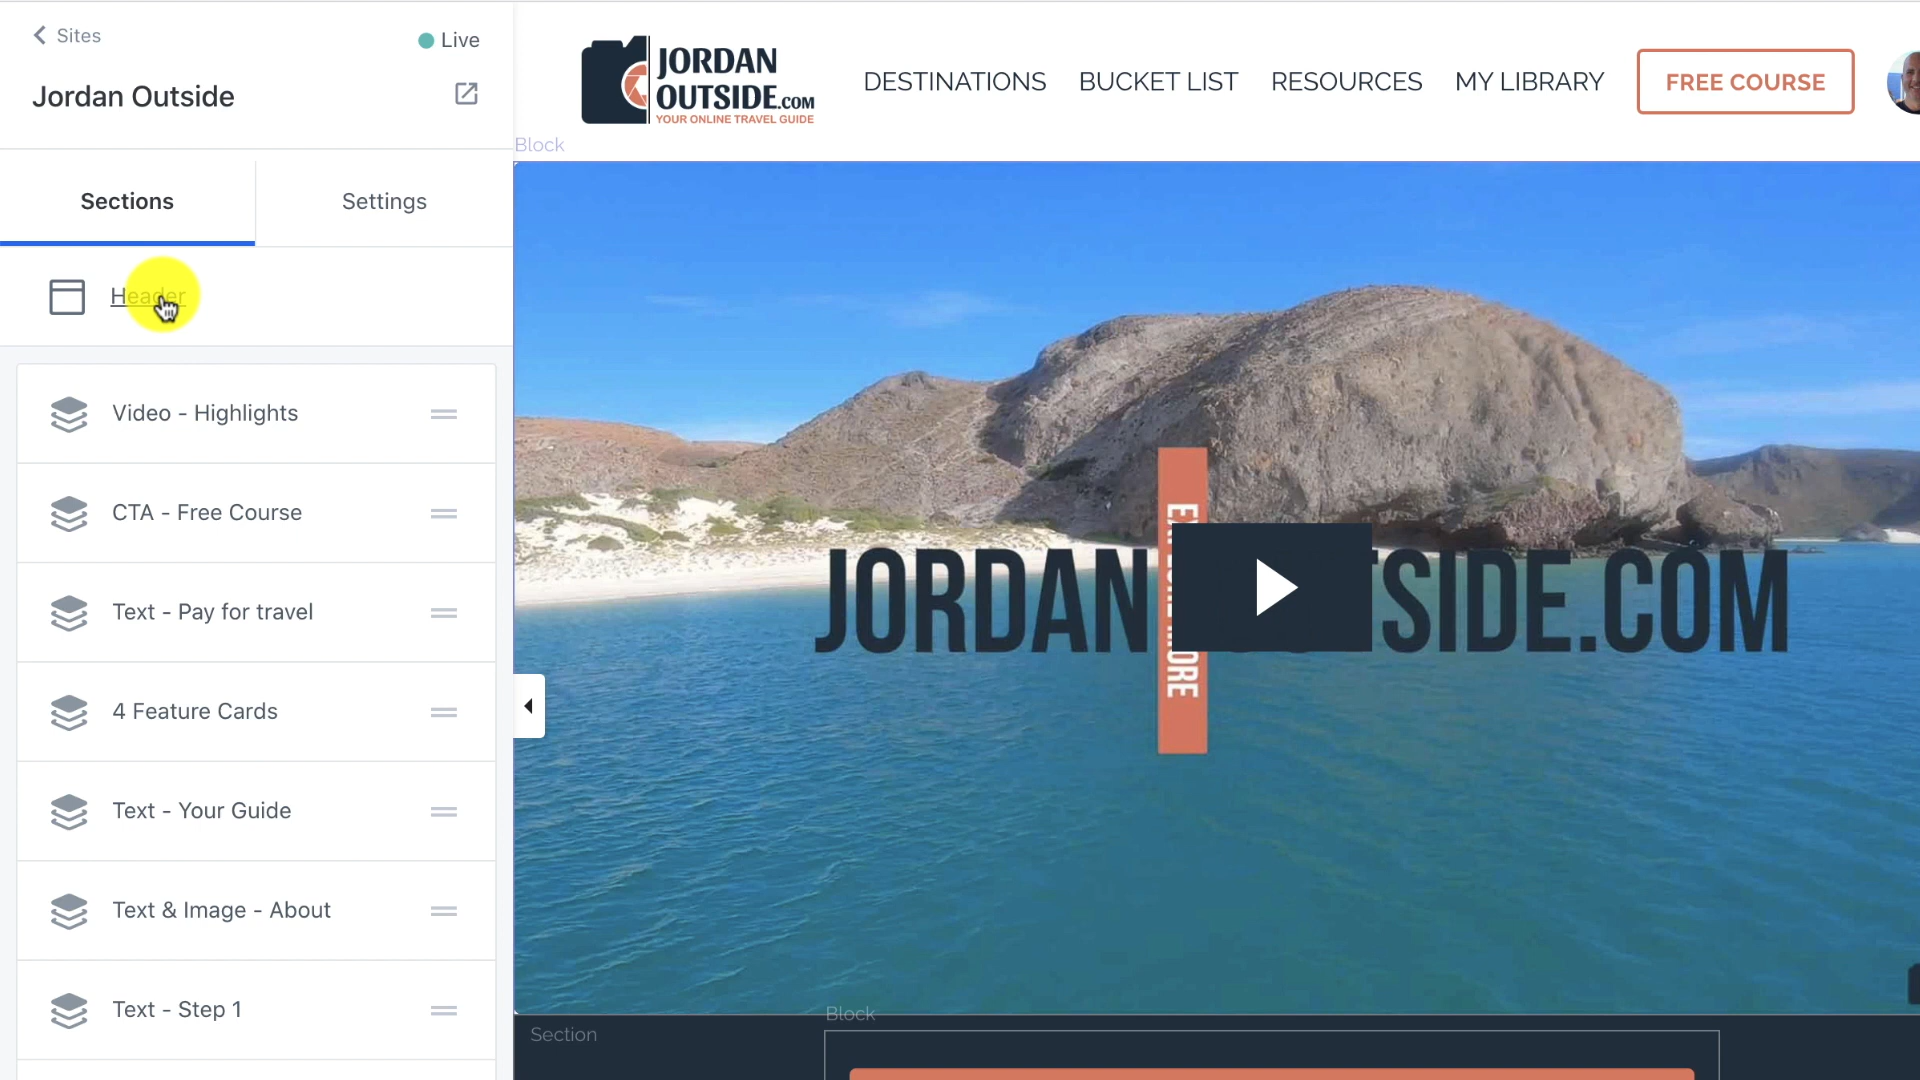 Sites
Live
Jordan Outside
Sections
Settings
Header
Video - Highlights
CTA - Free Course
Text - Pay for travel
4 Feature Cards
Text - Your Guide
Text & Image - About
Text - Step 1
JORDAN
OUTSIDE.COM
YOUR ONLINE TRAVEL GUIDE
DESTINATIONS
BUCKET LIST
RESOURCES
MY LIBRARY
FREE COURSE
Block
JORDAN
TSIDE.COM
ORE
Block
Section